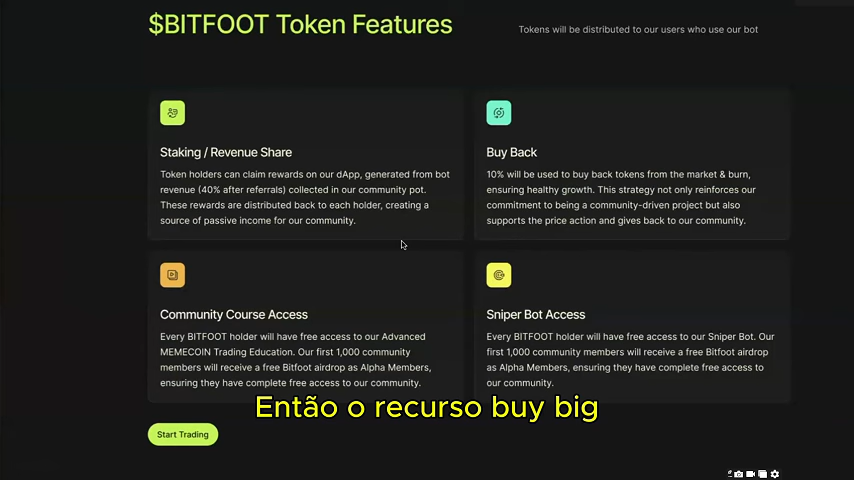 $BITFOOT Token Features
Tokens will be distributed to our users who use our bot
Staking / Revenue Share
Token holders can claim rewards on our dApp, generated from bot
revenue (40% after referrals) collected in our community pot.
These rewards are distributed back to each holder, creating a
source of passive income for our community.
Buy Back
10% will be used to buy back tokens from the market & burn,
ensuring healthy growth. This strategy not only reinforces our
commitment to being a community-driven project but also
supports the price action and gives back to our community.
Community Course Access
Every BITFOOT holder will have free access to our Advanced
MEMECOIN Trading Education. Our first 1,000 community
members will receive a free Bitfoot airdrop as Alpha Members,
ensuring they have complete free access to our community.
Sniper Bot Access
Every BITFOOT holder will have free access to our Sniper Bot. Our
first 1,000 community members will receive a free Bitfoot airdrop
as Alpha Members, ensuring they have complete free access to
our community.
Então o recurso buy big
Start Trading